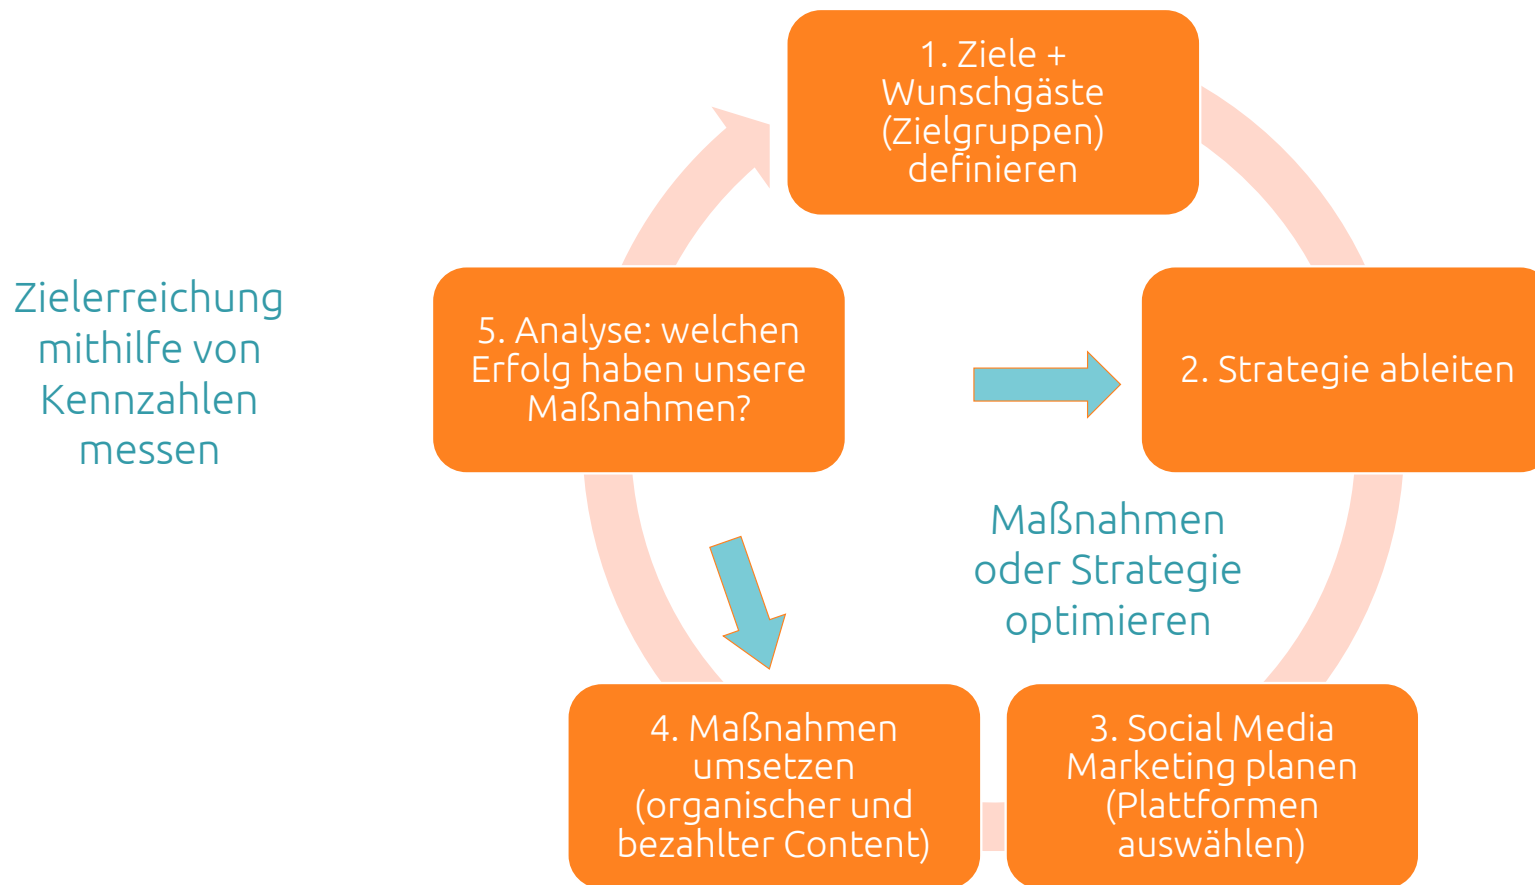 1. Ziele +
Wunschgäste
(Zielgruppen)
definieren
Zielerreichung
mithilfe von
Kennzahlen
messen
5. Analyse: welchen
Erfolg haben unsere
Maßnahmen?
2. Strategie ableiten
Maßnahmen
oder Strategie
optimieren
4. Maßnahmen
umsetzen
(organischer und
bezahlter Content)
3. Social Media
Marketing planen
(Plattformen
auswählen)